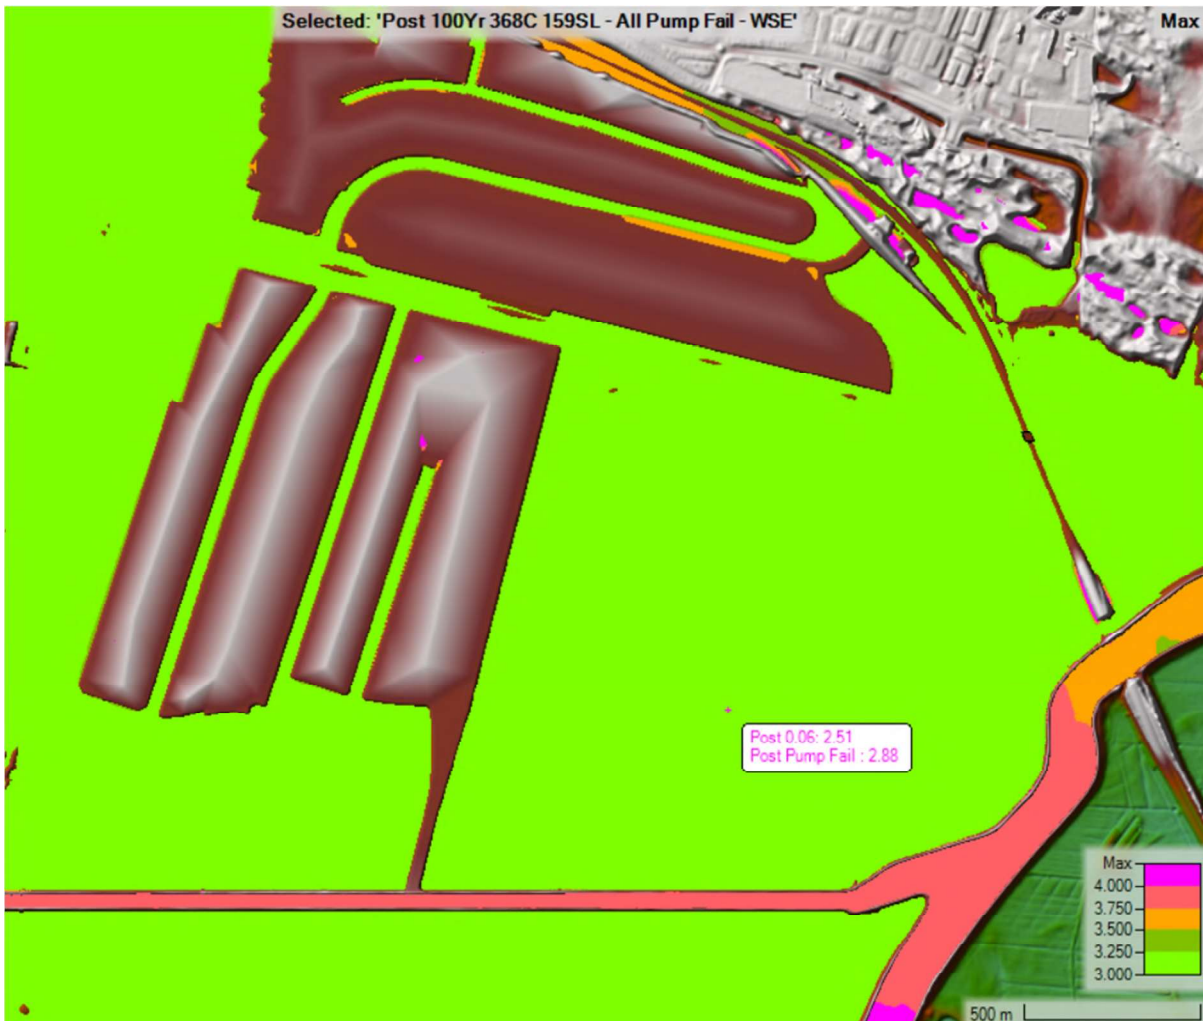 Selected: 'Post 100Yr 368C 159SL - All Pump Fail - WSE'
Max
Post 0.06: 2.51
Post Pump Fail : 2.88
Max
4.000
3.750
3.500
3.250
3.000
500 m